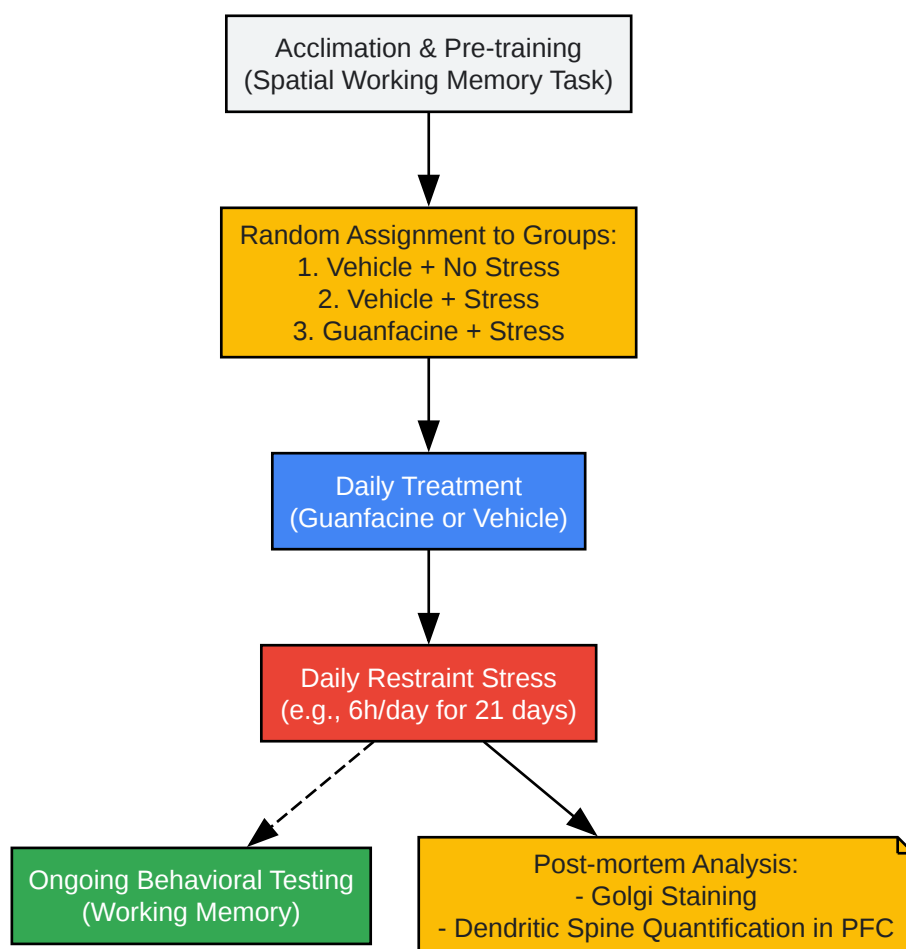 Acclimation & Pre-training
(Spatial Working Memory Task)
Random Assignment to Groups:
1. Vehicle + No Stress
2. Vehicle + Stress
3. Guanfacine + Stress
Daily Treatment
(Guanfacine or Vehicle)
Daily Restraint Stress
(e.g., 6h/day for 21 days)
Ongoing Behavioral Testing
(Working Memory)
Post-mortem Analysis:
- Golgi Staining
- Dendritic Spine Quantification in PFC